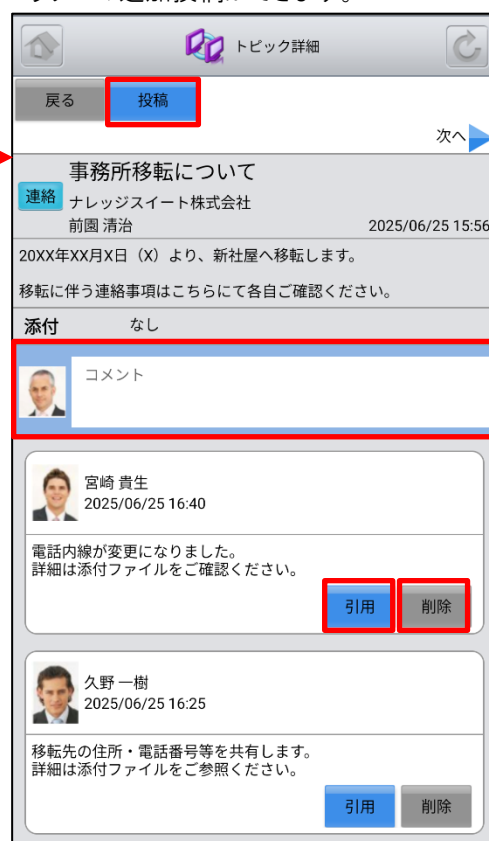 トピック詳細
戻る
投稿
次へ
事務所移転について
連絡
ナレッジスイート株式会社
前園 清治
2025/06/25 15:56
20XX年XX月X日（X）より、新社屋へ移転します。
移転に伴う連絡事項はこちらにて各自ご確認ください。
添付 なし
コメント
宮崎 貴生
2025/06/25 16:40
電話内線が変更になりました。
詳細は添付ファイルをご確認ください。
引用 削除
久野 一樹
2025/06/25 16:25
移転先の住所・電話番号等を共有します。
詳細は添付ファイルをご参照ください。
引用 削除